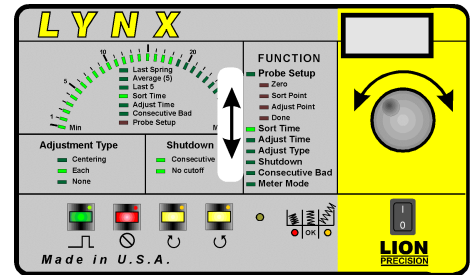 LYNX
10
20
5
1
Min
M
Last Spring
Average (5)
Last 5
Sort Time
Adjust Time
Consecutive Bad
Probe Setup
Adjustment Type
Centering
Each
None
Shutdown
Consecutive
No cutoff
FUNCTION
Probe Setup
Zero
Sort Point
Adjust Point
Done
Sort Time
Adjust Time
Adjust Type
Shutdown
Consecutive Bad
Meter Mode
OK
I
0
LION
PRECISION
Made in U.S.A.